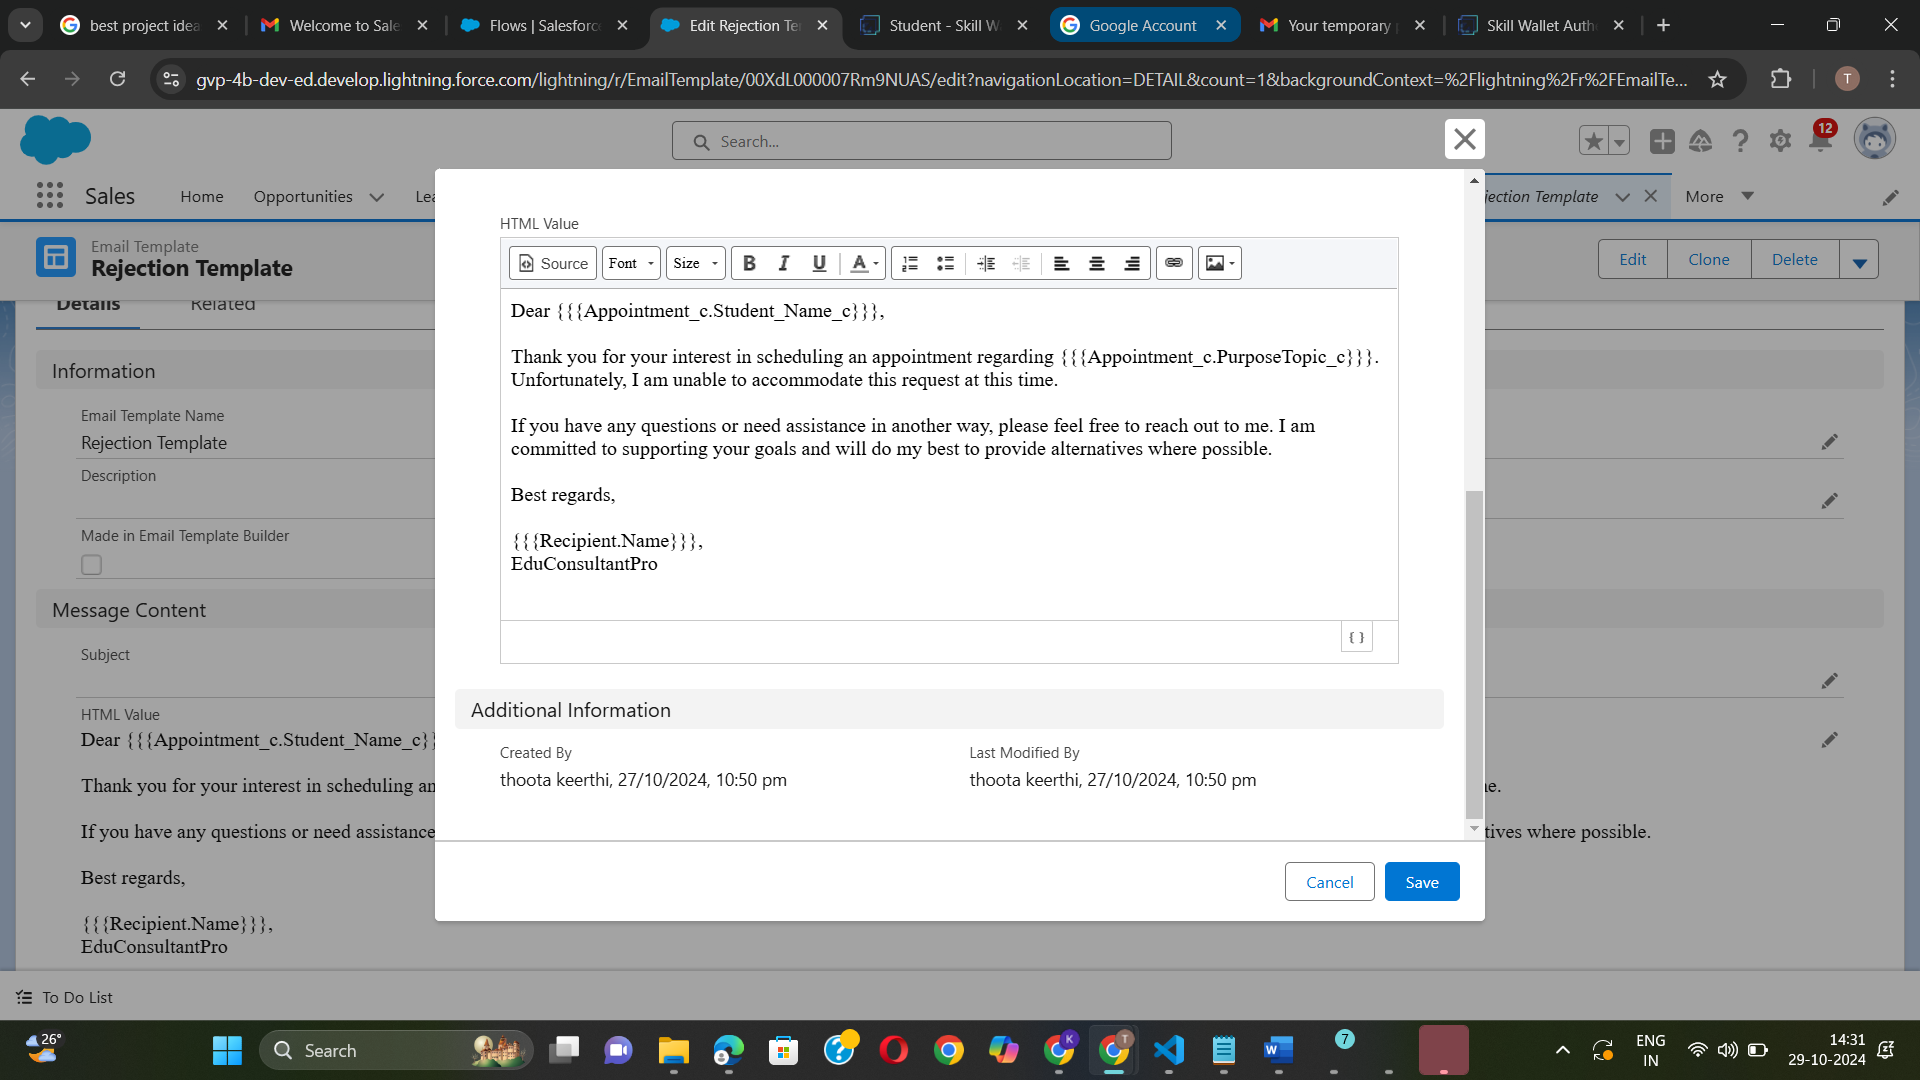 best project idea
Welcome to Sale
Flows | Salesforc
Edit Rejection Te
Student - Skill W
Google Account
Your temporary
Skill Wallet Auth
gvp-4b-dev-ed.develop.lightning.force.com/lightning/r/EmailTemplate/00XdL000007Rm9NUAS/edit?navigationLocation=DETAIL&count=1&backgroundContext=%2Flightning%2Fr%2FEmailTe...
T
Search...
12
Sales
Home
Opportunities
Lea
jection Template
More
Email Template
Rejection Template
Edit
Clone
Delete
Details
Related
Information
Email Template Name
Rejection Template
Description
Made in Email Template Builder
Message Content
Subject
HTML Value
Dear {{{Appointment_c.Student_Name_c}}
Thank you for your interest in scheduling an
ne.
If you have any questions or need assistance
tives where possible.
Best regards,
{{{Recipient.Name}}},
EduConsultantPro
HTML Value
Source
Font
Size
B
I
U
A
Dear {{{Appointment_c.Student_Name_c}}},
Thank you for your interest in scheduling an appointment regarding {{{Appointment_c.PurposeTopic_c}}}.
Unfortunately, I am unable to accommodate this request at this time.
If you have any questions or need assistance in another way, please feel free to reach out to me. I am
committed to supporting your goals and will do my best to provide alternatives where possible.
Best regards,
{{{Recipient.Name}}},
EduConsultantPro
{ }
Additional Information
Created By
thoota keerthi, 27/10/2024, 10:50 pm
Last Modified By
thoota keerthi, 27/10/2024, 10:50 pm
Cancel
Save
To Do List
26°
Search
K
T
7
ENG
IN
14:31
29-10-2024